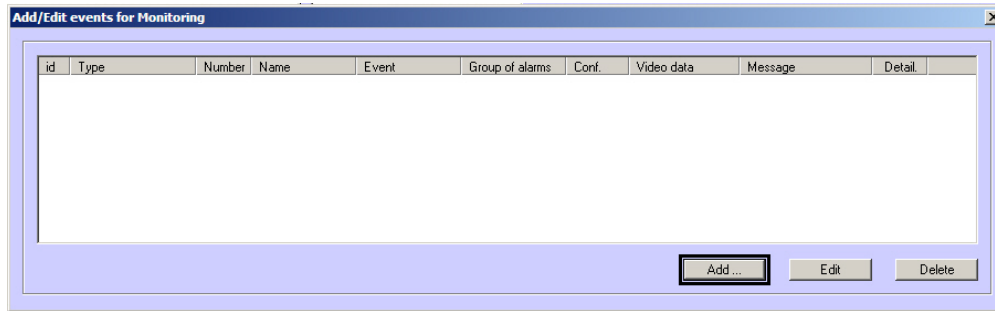 Add/Edit events for Monitoring
id Type Number Name Event Group of alarms Conf. Video data Message Detail.
Add ... Edit Delete